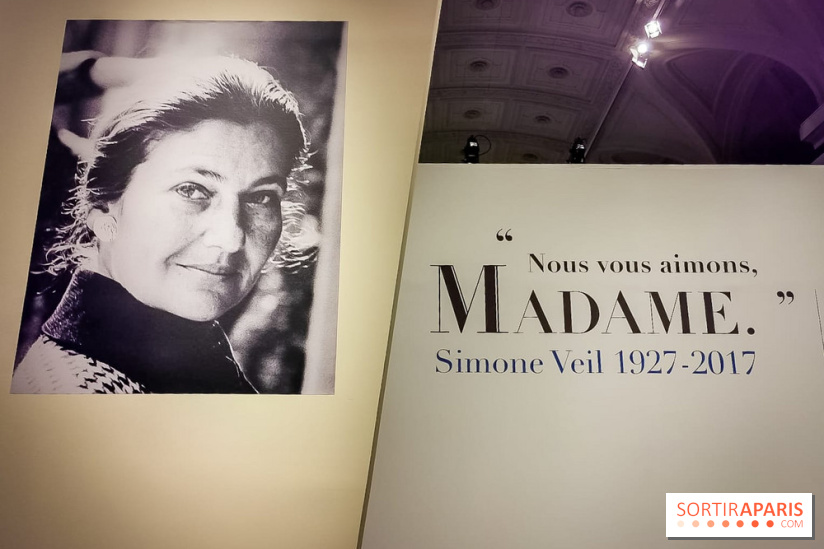 “
Nous vous aimons,
MADAME. ”
Simone Veil 1927-2017
SORTIRAPARIS
.COM